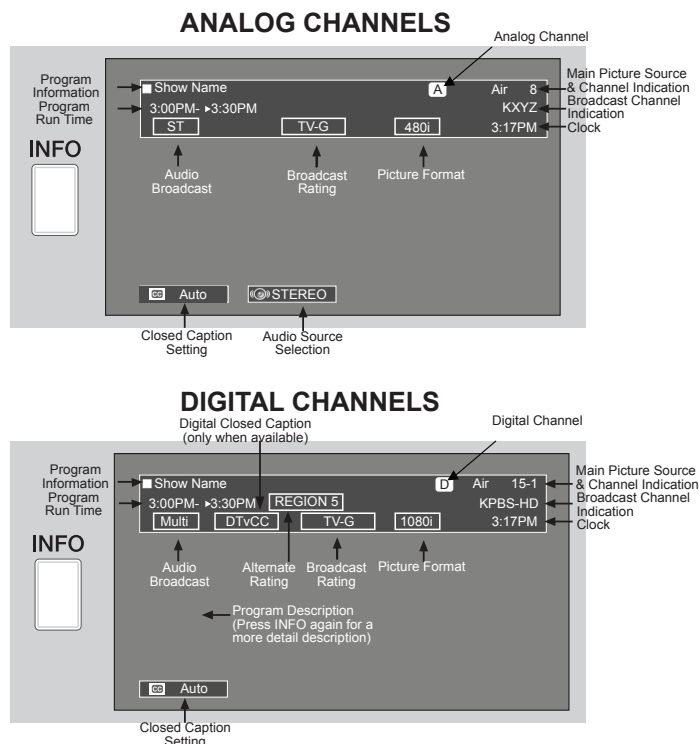 ANALOG CHANNELS
Analog Channel
Program
Information
Program
Run Time
Show Name
A
Air 8
3:00PM- ▸3:30PM
KXYZ
ST
TV-G
480i
3:17PM
Main Picture Source
& Channel Indication
Broadcast Channel
Indication
Clock
INFO
Audio
Broadcast
Broadcast
Rating
Picture Format
CC Auto
STEREO
Closed Caption
Setting
Audio Source
Selection
DIGITAL CHANNELS
Digital Closed Caption
(only when available)
Digital Channel
Program
Information
Program
Run Time
Show Name
D
Air 15-1
3:00PM- ▸3:30PM
REGION 5
KPBS-HD
Multi
DTvCC
TV-G
1080i
3:17PM
Main Picture Source
& Channel Indication
Broadcast Channel
Indication
Clock
INFO
Audio
Broadcast
Alternate
Rating
Broadcast
Rating
Picture Format
Program Description
(Press INFO again for a
more detail description)
CC Auto
Closed Caption
Setting